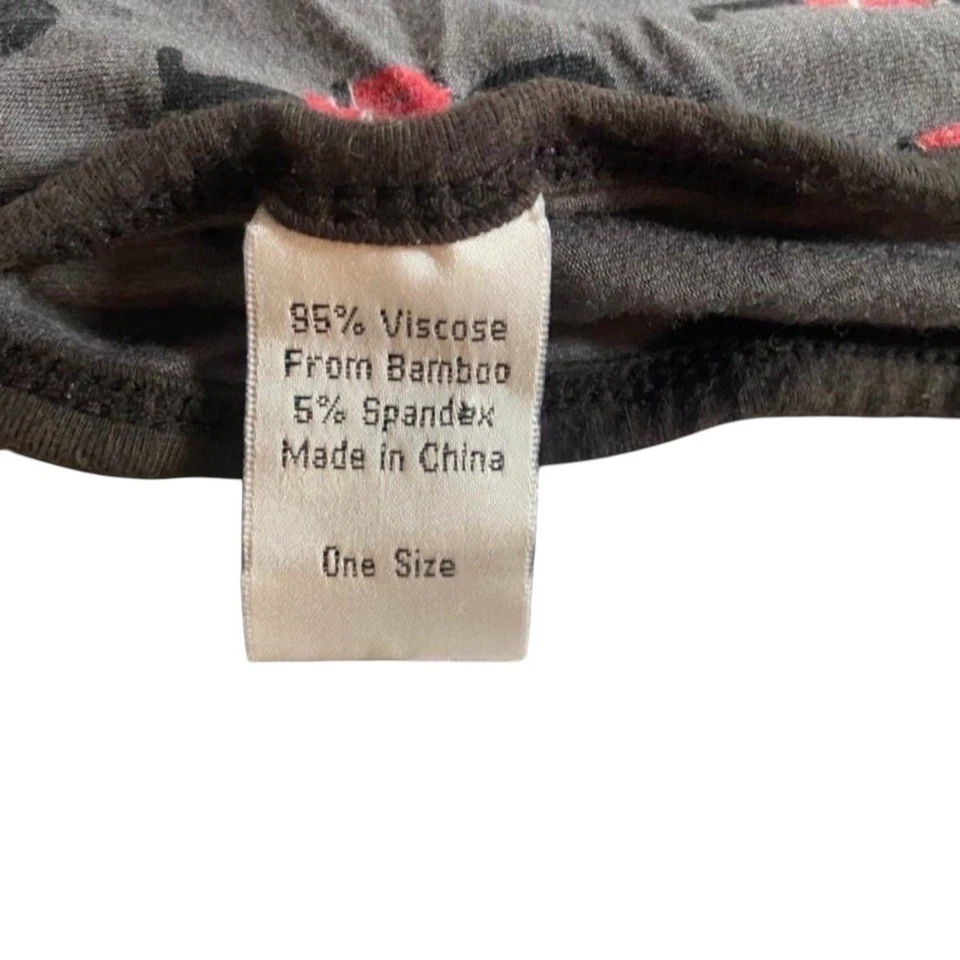 95% Viscose
From Bamboo
5% Spandex
Made in China
One Size